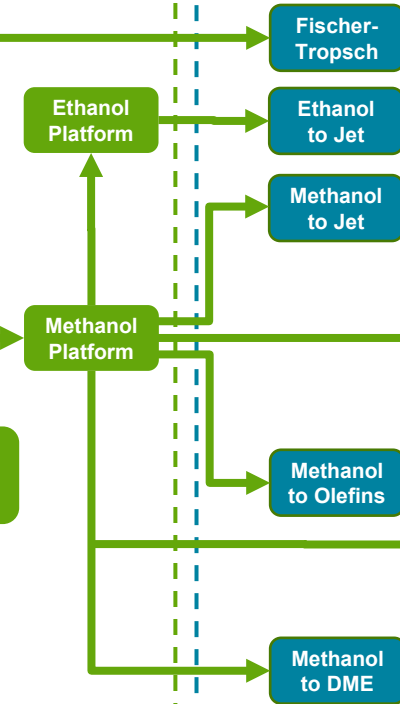 Fischer-
Tropsch
Ethanol
Platform
Ethanol
to Jet
Methanol
to Jet
Methanol
Platform
Methanol
to Olefins
Methanol
to DME